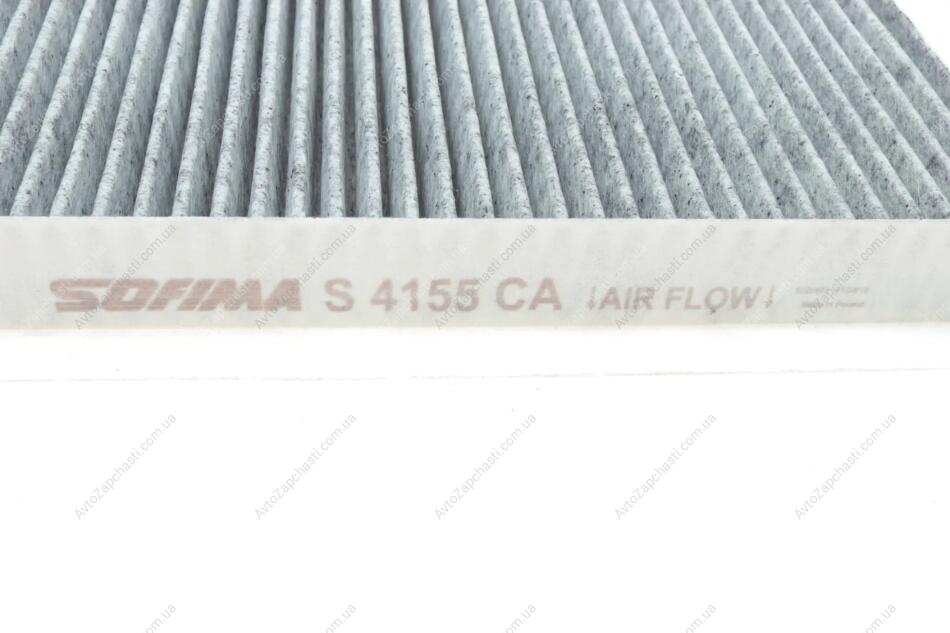 SOFIMA S 4155 CA ↓AIR FLOW↓
AvtoZapchasti.com.ua